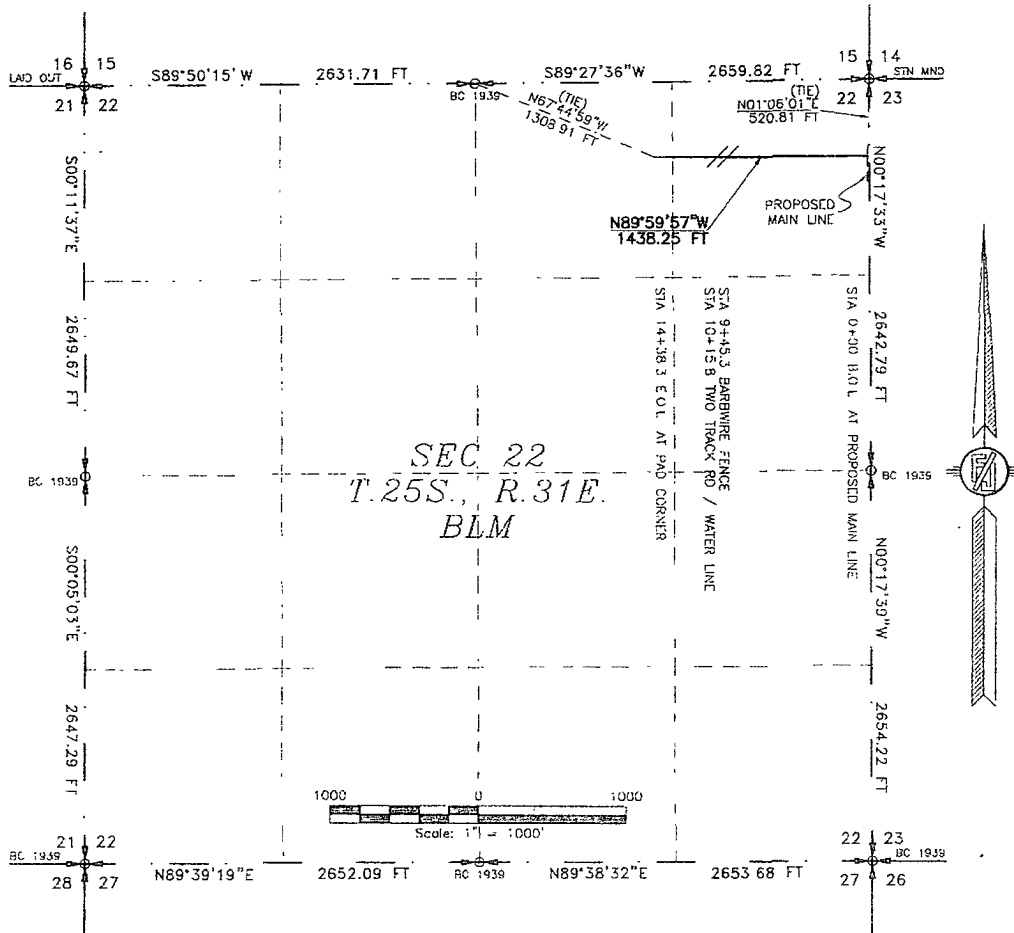 16 15
LAID OUT
21 22
S89°50'15"W 2631.71 FT
BC 1939
S89°27'36"W 2659.82 FT
15 14
STN MND
22 23
(TIE)
N67°44'59"W
1308.91 FT
(TIE)
N01°06'01"E
520.81 FT
N89°59'57"W
1438.25 FT
PROPOSED
MAIN LINE
S00°11'37"E
2649.67 FT
N00°17'33"W
2642.79 FT
STA 14+38.3 E.O.L. AT PAD CORNER
STA 10+15.8 TWO TRACK RD / WATER LINE
STA 9+45.3 BARBWIRE FENCE
STA 0+00 B.O.L. AT PROPOSED MAIN LINE
BC 1939
BC 1939
SEC 22
T.25S., R.31E.
BLM
S00°05'03"E
2647.29 FT
N00°17'39"W
2654.22 FT
1000 0 1000
Scale: 1" = 1000'
21 22
BC 1939
28 27
N89°39'19"E 2652.09 FT
BC 1939
N89°38'32"E 2653.68 FT
22 23
BC 1939
27 26